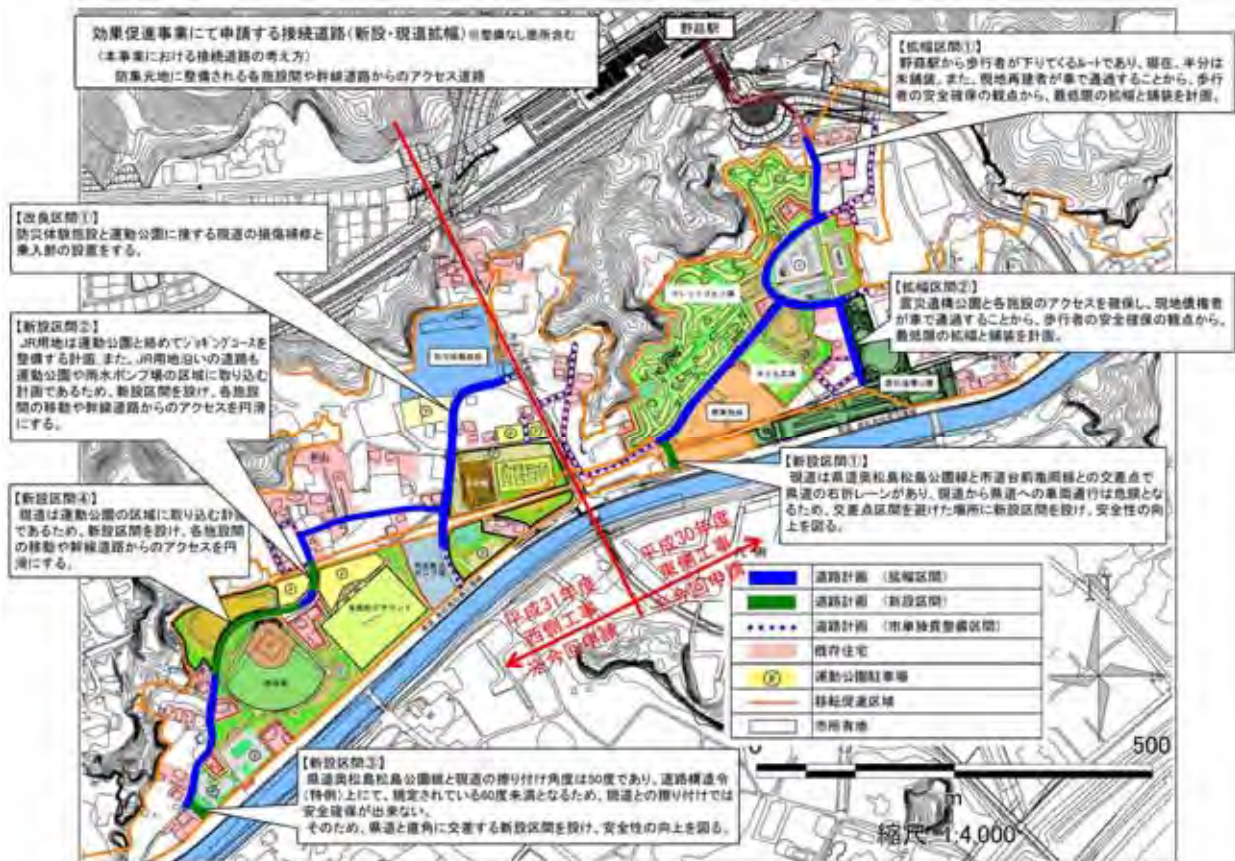 効果促進事業にて申請する接続道路(新設・現道拡幅)※整備なし箇所含む
(本事業における接続道路の考え方)
防集元地に整備される各施設間や幹線道路からのアクセス道路
野蒜駅
【拡幅区間①】
野蒜駅から歩行者が下りてくるルートであり、現在、半分は
未舗装。また、現地再建者が車で通過することから、歩行
者の安全確保の観点から、最低限の拡幅と舗装を計画。
【改良区間①】
防災体験施設と運動公園に接する現道の損傷補修と
乗入部の設置をする。
【拡幅区間②】
震災遺構公園と各施設のアクセスを確保し、現地債権者
が車で通過することから、歩行者の安全確保の観点から、
最低限の拡幅と舗装を計画。
【新設区間②】
JR用地は運動公園と絡めてジョギングコースを
整備する計画。また、JR用地沿いの道路も
運動公園や雨水ポンプ場の区域に取り込む
計画であるため、新設区間を設け、各施設
間の移動や幹線道路からのアクセスを円滑
にする。
【新設区間①】
現道は県道奥松島松島公園線と市道台前亀岡線との交差点で
県道の右折レーンがあり、現道から県道への車両通行は危険とな
るため、交差点区間を避けた場所に新設区間を設け、安全性の向
上を図る。
【新設区間④】
現道は運動公園の区域に取り込む計画
であるため、新設区間を設け、各施設間
の移動や幹線道路からのアクセスを円
滑にする。
平成30年度
東側工事
平成31年度
西側工事
道路計画 (拡幅区間)
道路計画 (新設区間)
道路計画 (市単独費整備区間)
既存住宅
P 運動公園駐車場
移転促進区域
市所有地
【新設区間③】
県道奥松島松島公園線と現道の擦り付け角度は50度であり、道路構造令
(特例)上にて、規定されている60度未満となるため、現道との擦り付けでは
安全確保が出来ない。
そのため、県道と直角に交差する新設区間を設け、安全性の向上を図る。
0 500
m
縮尺 1:4,000